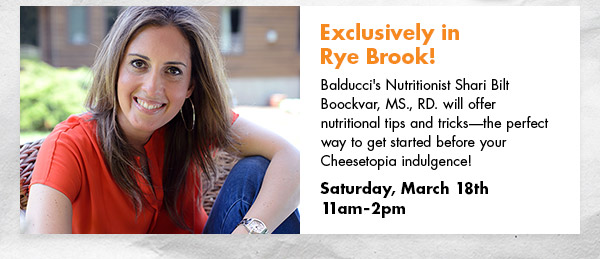 Exclusively in
Rye Brook!
Balducci's Nutritionist Shari Bilt
Boockvar, MS., RD. will offer
nutritional tips and tricks—the perfect
way to get started before your
Cheesetopia indulgence!
Saturday, March 18th
11am-2pm